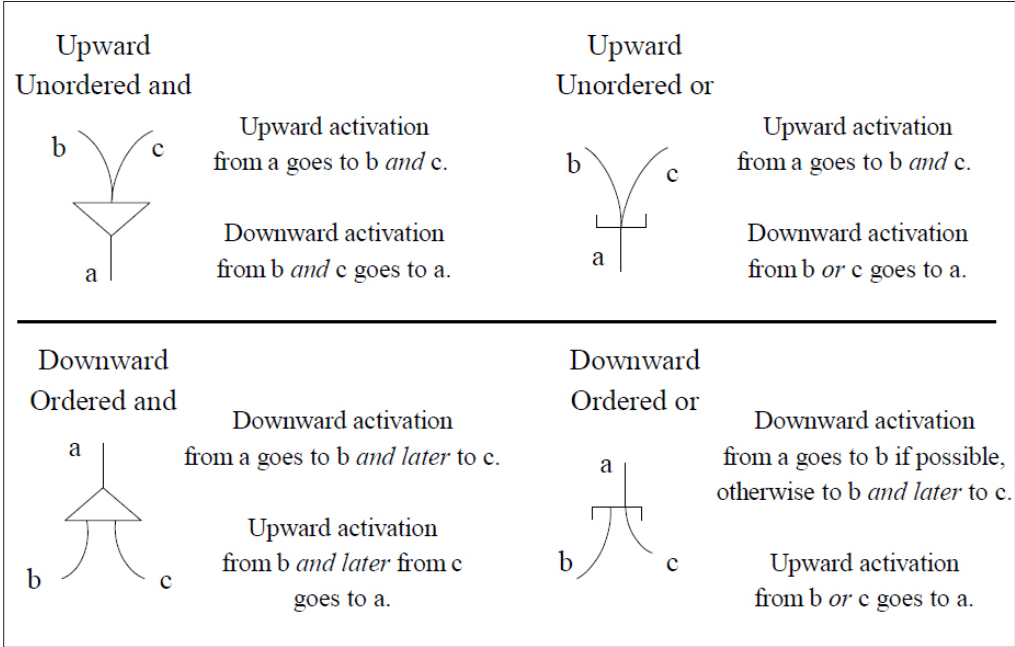 Upward
Unordered and
b
c
a
Upward activation
from a goes to b and c.
Downward activation
from b and c goes to a.
Upward
Unordered or
b
c
a
Upward activation
from a goes to b and c.
Downward activation
from b or c goes to a.
Downward
Ordered and
a
b
c
Downward activation
from a goes to b and later to c.
Upward activation
from b and later from c
goes to a.
Downward
Ordered or
a
b
c
Downward activation
from a goes to b if possible,
otherwise to b and later to c.
Upward activation
from b or c goes to a.